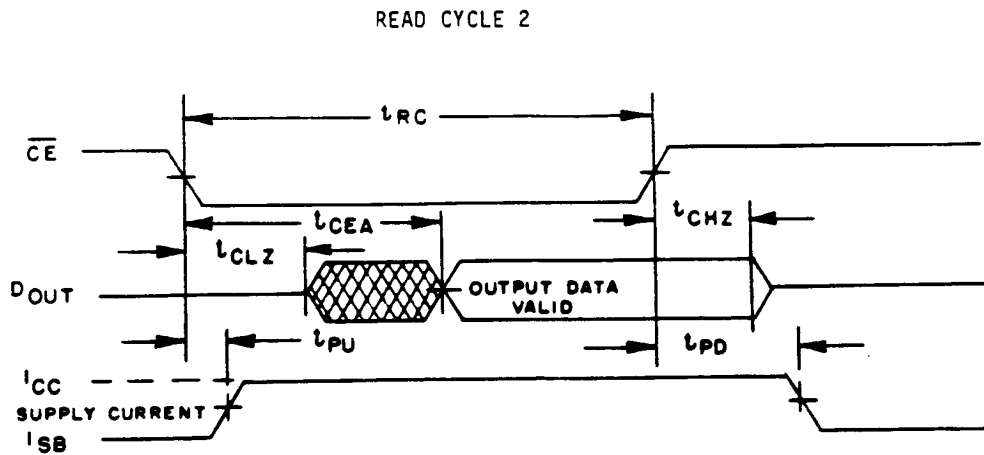 READ CYCLE 2
tRC
CE
tCEA
tCHZ
tCLZ
DOUT
OUTPUT DATA
VALID
tPU
tPD
ICC
SUPPLY CURRENT
ISB